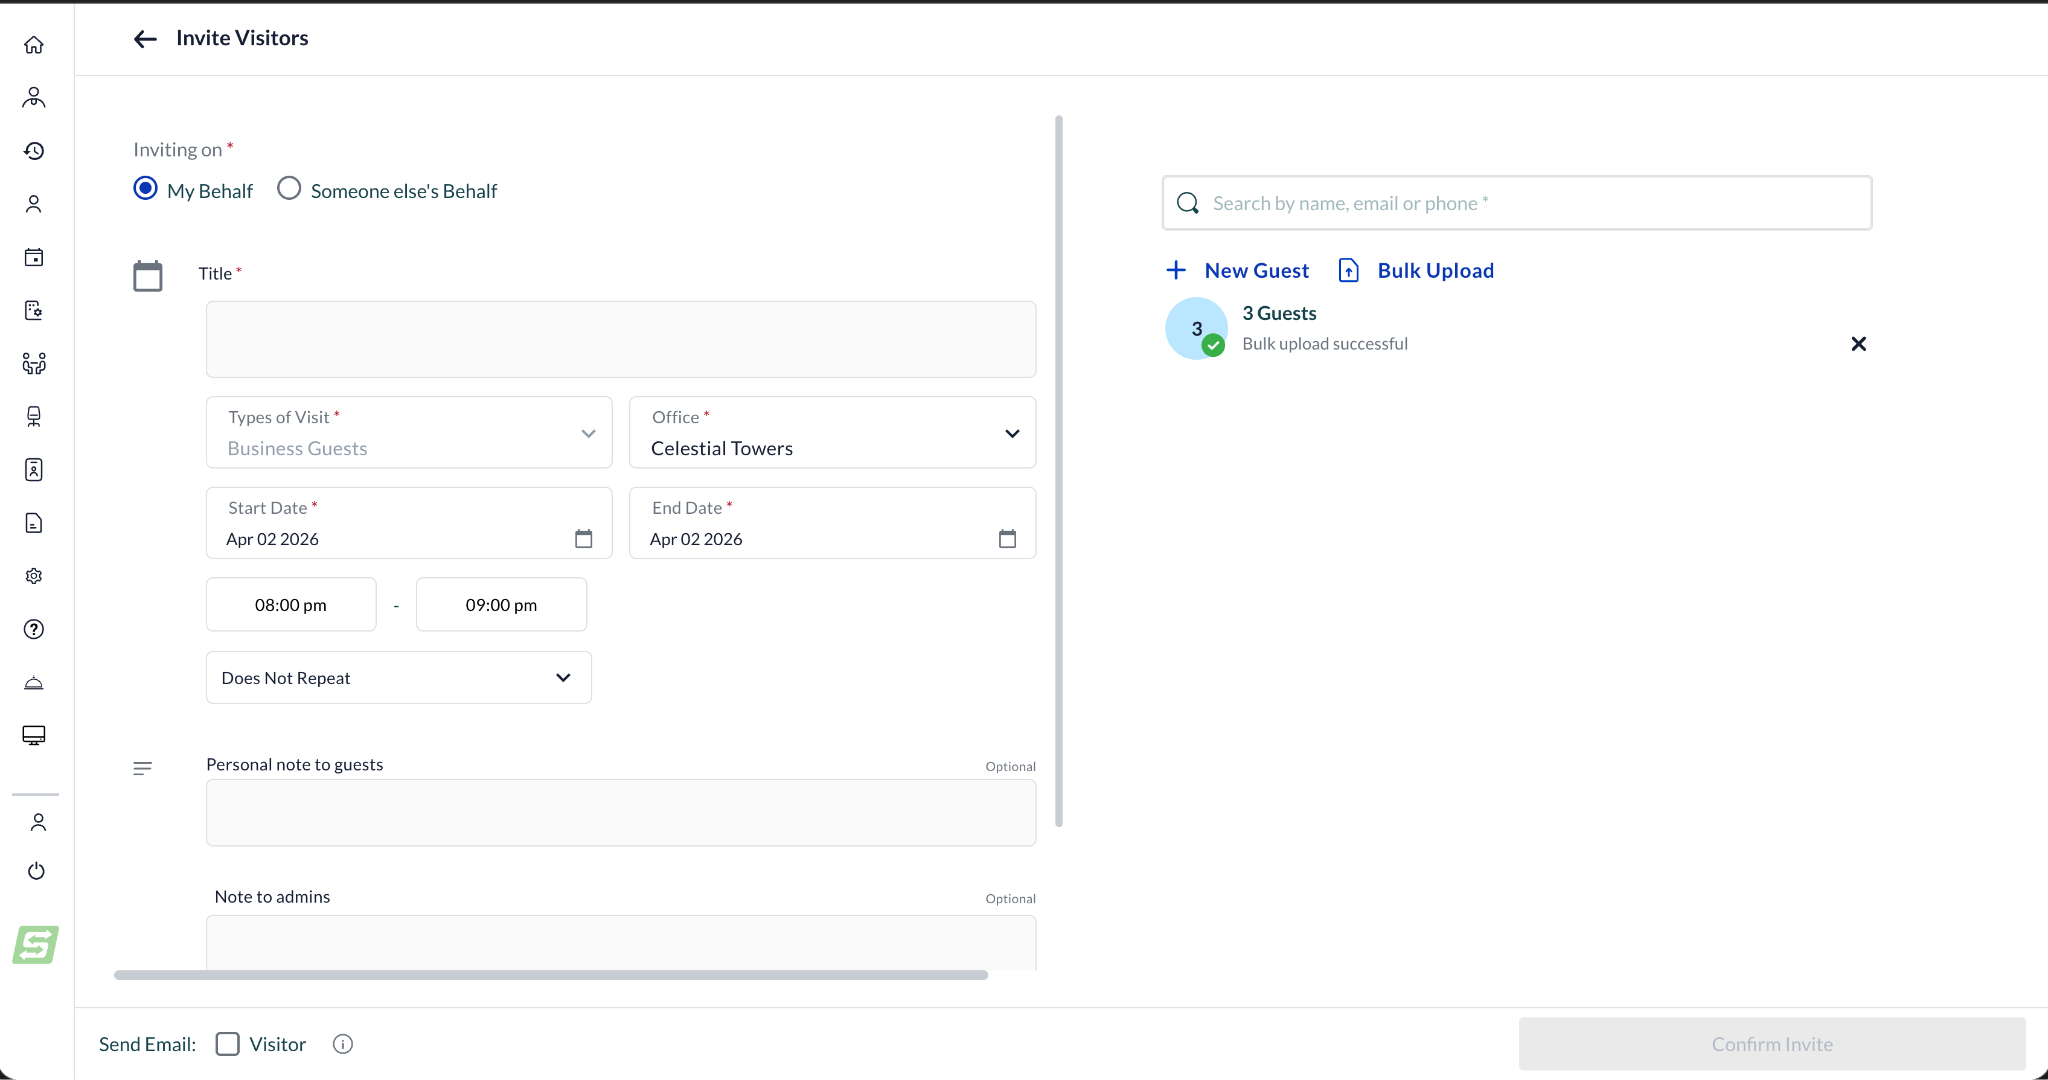 Invite Visitors
Inviting on *
My Behalf
Someone else's Behalf
Title *
Types of Visit *
Business Guests
Office *
Celestial Towers
Start Date *
Apr 02 2026
End Date *
Apr 02 2026
08:00 pm - 09:00 pm
Does Not Repeat
Personal note to guests
Optional
Note to admins
Optional
Search by name, email or phone *
New Guest
Bulk Upload
3
3 Guests
Bulk upload successful
Send Email:
Visitor
Confirm Invite